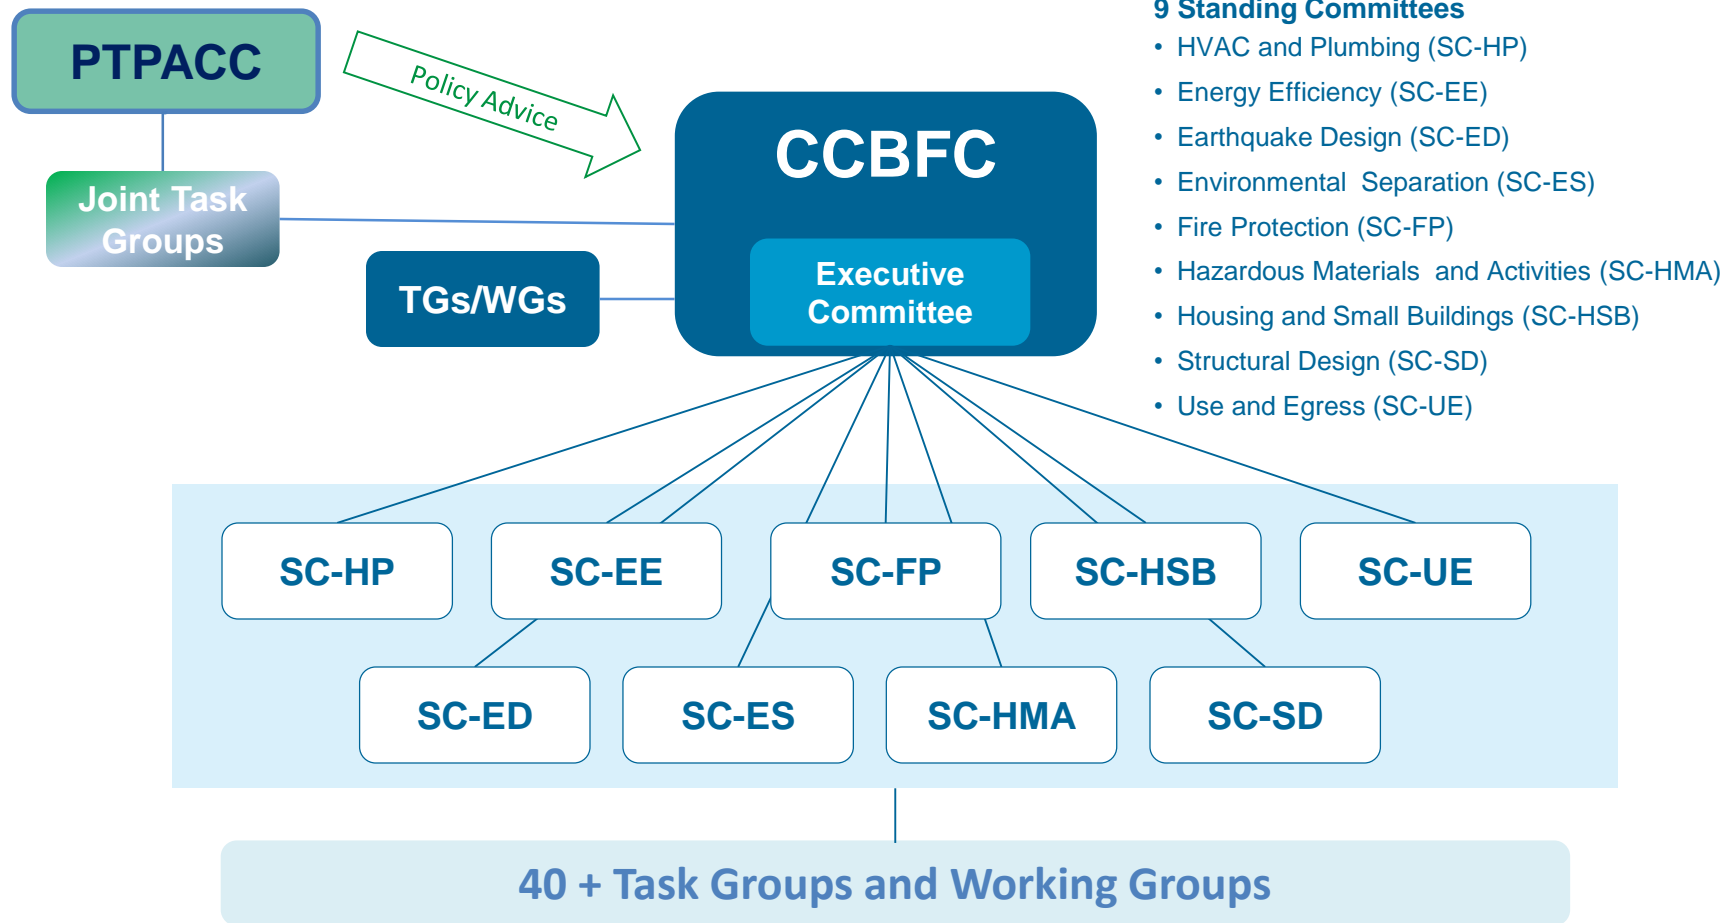 PTPACC
Policy Advice
Joint Task
Groups
TGs/WGs
CCBFC
Executive
Committee
9 Standing Committees
• HVAC and Plumbing (SC-HP)
• Energy Efficiency (SC-EE)
• Earthquake Design (SC-ED)
• Environmental Separation (SC-ES)
• Fire Protection (SC-FP)
• Hazardous Materials and Activities (SC-HMA)
• Housing and Small Buildings (SC-HSB)
• Structural Design (SC-SD)
• Use and Egress (SC-UE)
SC-HP
SC-EE
SC-FP
SC-HSB
SC-UE
SC-ED
SC-ES
SC-HMA
SC-SD
40 + Task Groups and Working Groups